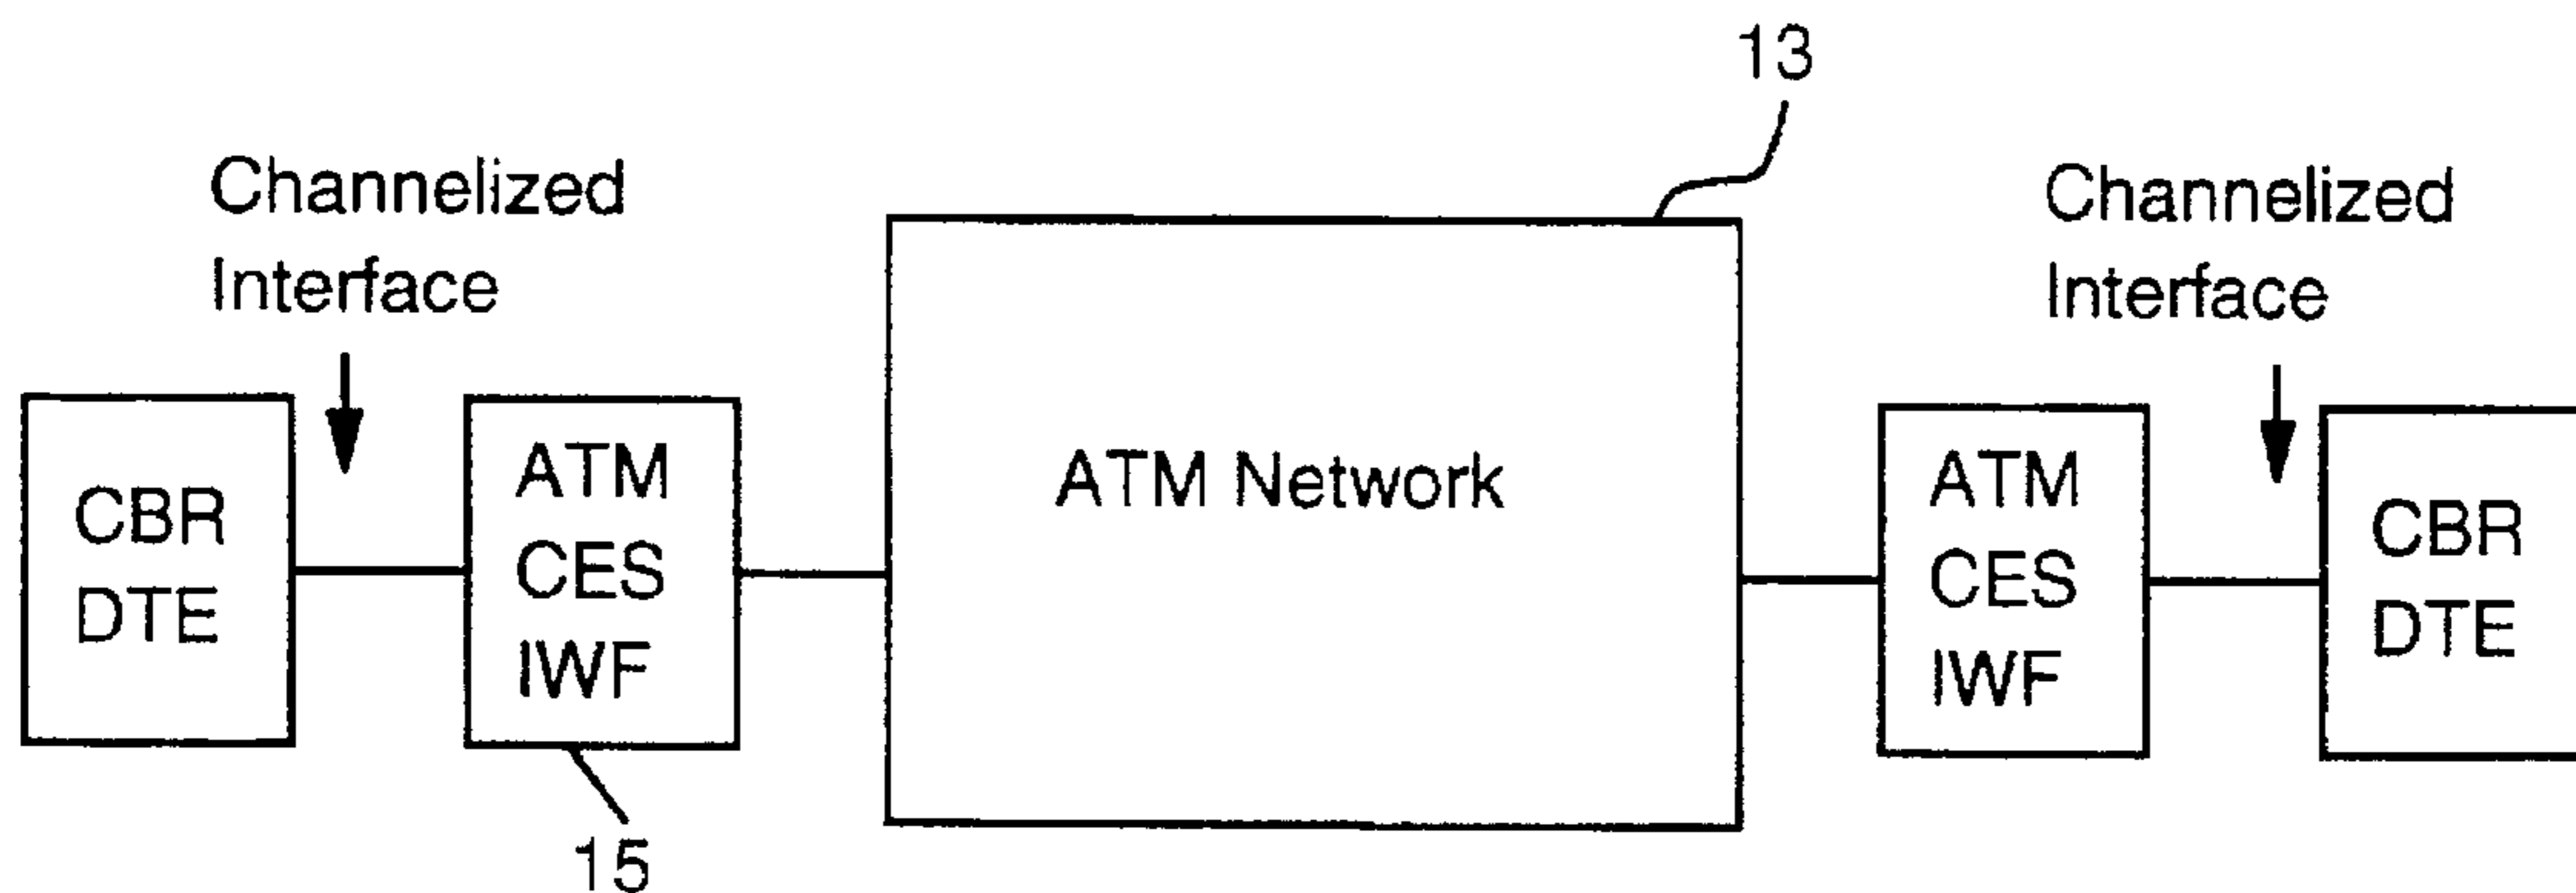 13
Channelized
Interface
Channelized
Interface
CBR
DTE
ATM
CES
IWF
ATM Network
ATM
CES
IWF
CBR
DTE
15